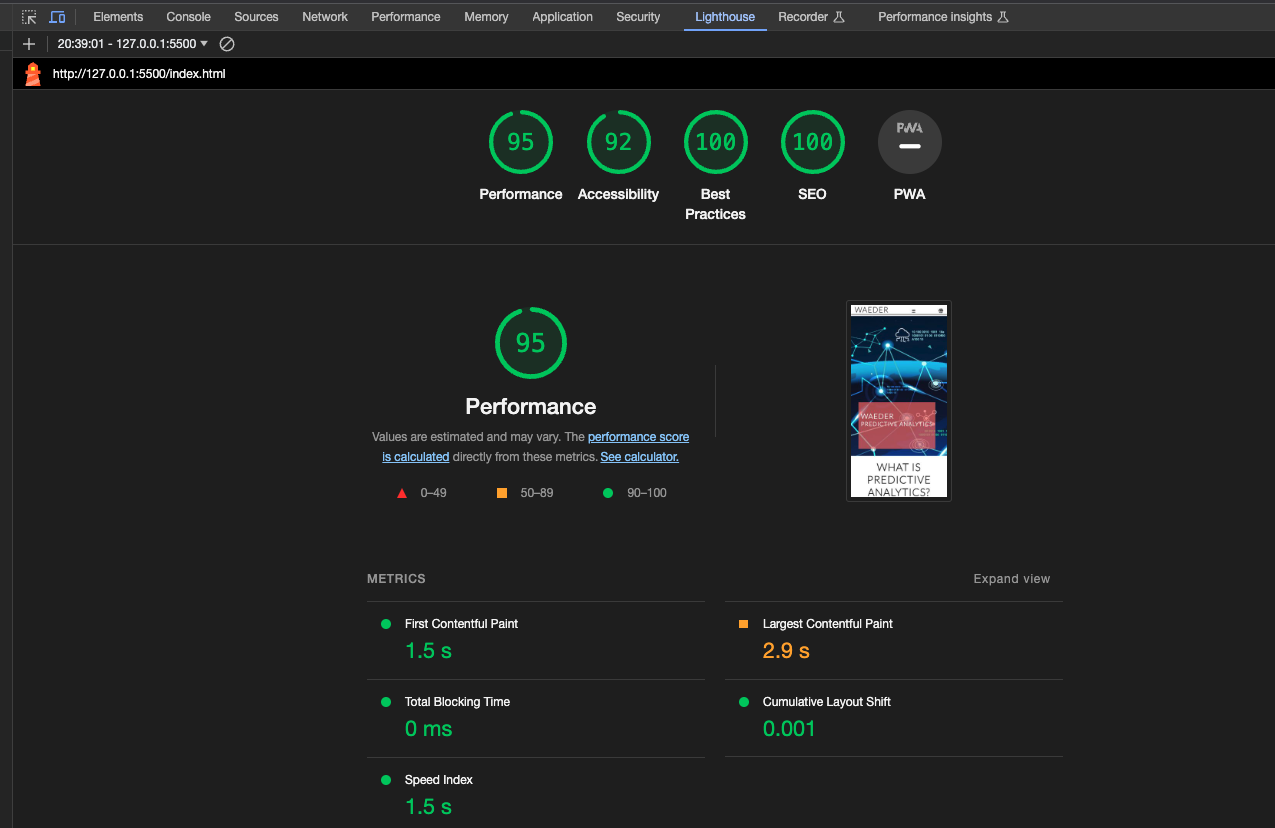 Elements Console Sources Network Performance Memory Application Security Lighthouse Recorder Performance insights
20:39:01 - 127.0.0.1:5500
http://127.0.0.1:5500/index.html
95 92 100 100 PWA
Performance Accessibility Best Practices SEO PWA
95
Performance
Values are estimated and may vary. The performance score
is calculated directly from these metrics. See calculator.
0–49 50–89 90–100
WAEDER
WAEDER
PREDICTIVE ANALYTICS
WHAT IS
PREDICTIVE
ANALYTICS?
METRICS Expand view
First Contentful Paint
1.5 s
Largest Contentful Paint
2.9 s
Total Blocking Time
0 ms
Cumulative Layout Shift
0.001
Speed Index
1.5 s